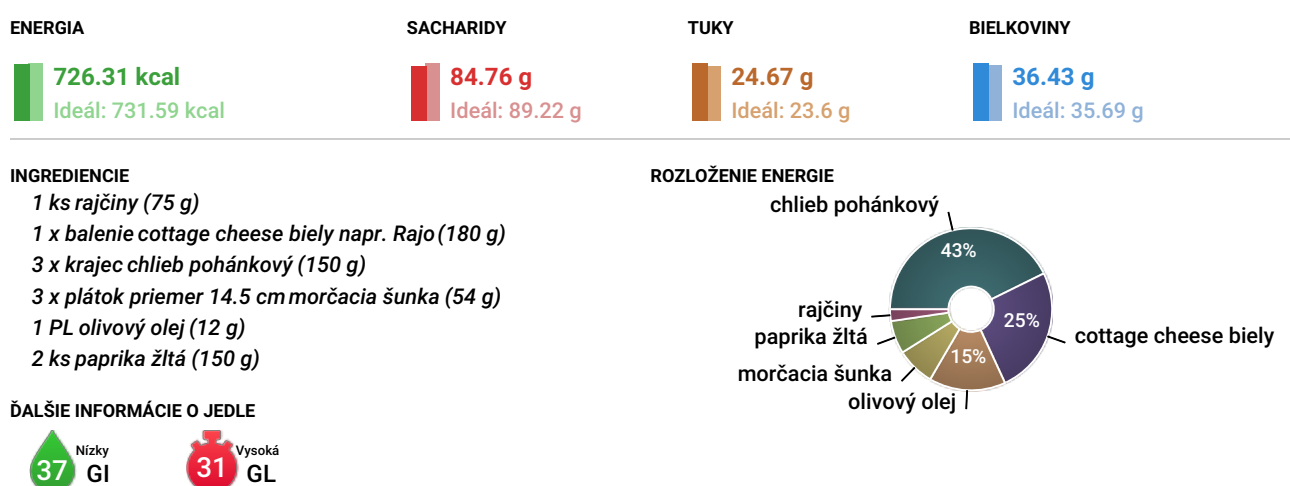 ENERGIA
726.31 kcal
Ideál: 731.59 kcal
SACHARIDY
84.76 g
Ideál: 89.22 g
TUKY
24.67 g
Ideál: 23.6 g
BIELKOVINY
36.43 g
Ideál: 35.69 g
INGREDIENCIE
1 ks rajčiny (75 g)
1 x balenie cottage cheese biely napr. Rajo (180 g)
3 x krajec chlieb pohánkový (150 g)
3 x plátok priemer 14.5 cm morčacia šunka (54 g)
1 PL olivový olej (12 g)
2 ks paprika žltá (150 g)
ROZLOŽENIE ENERGIE
chlieb pohánkový
43%
rajčiny
paprika žltá
morčacia šunka
olivový olej
15%
25%
cottage cheese biely
ĎALŠIE INFORMÁCIE O JEDLE
37
Nízky
GI
31
Vysoká
GL